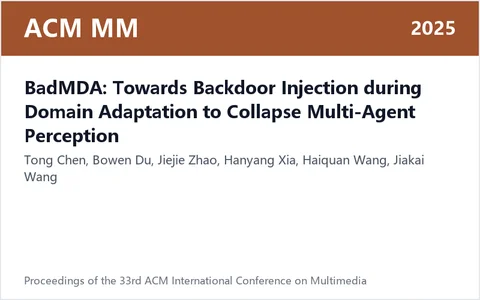 ACM MM
2025
BadMDA: Towards Backdoor Injection during
Domain Adaptation to Collapse Multi-Agent
Perception
Tong Chen, Bowen Du, Jiejie Zhao, Hanyang Xia, Haiquan Wang, Jiakai
Wang
Proceedings of the 33rd ACM International Conference on Multimedia